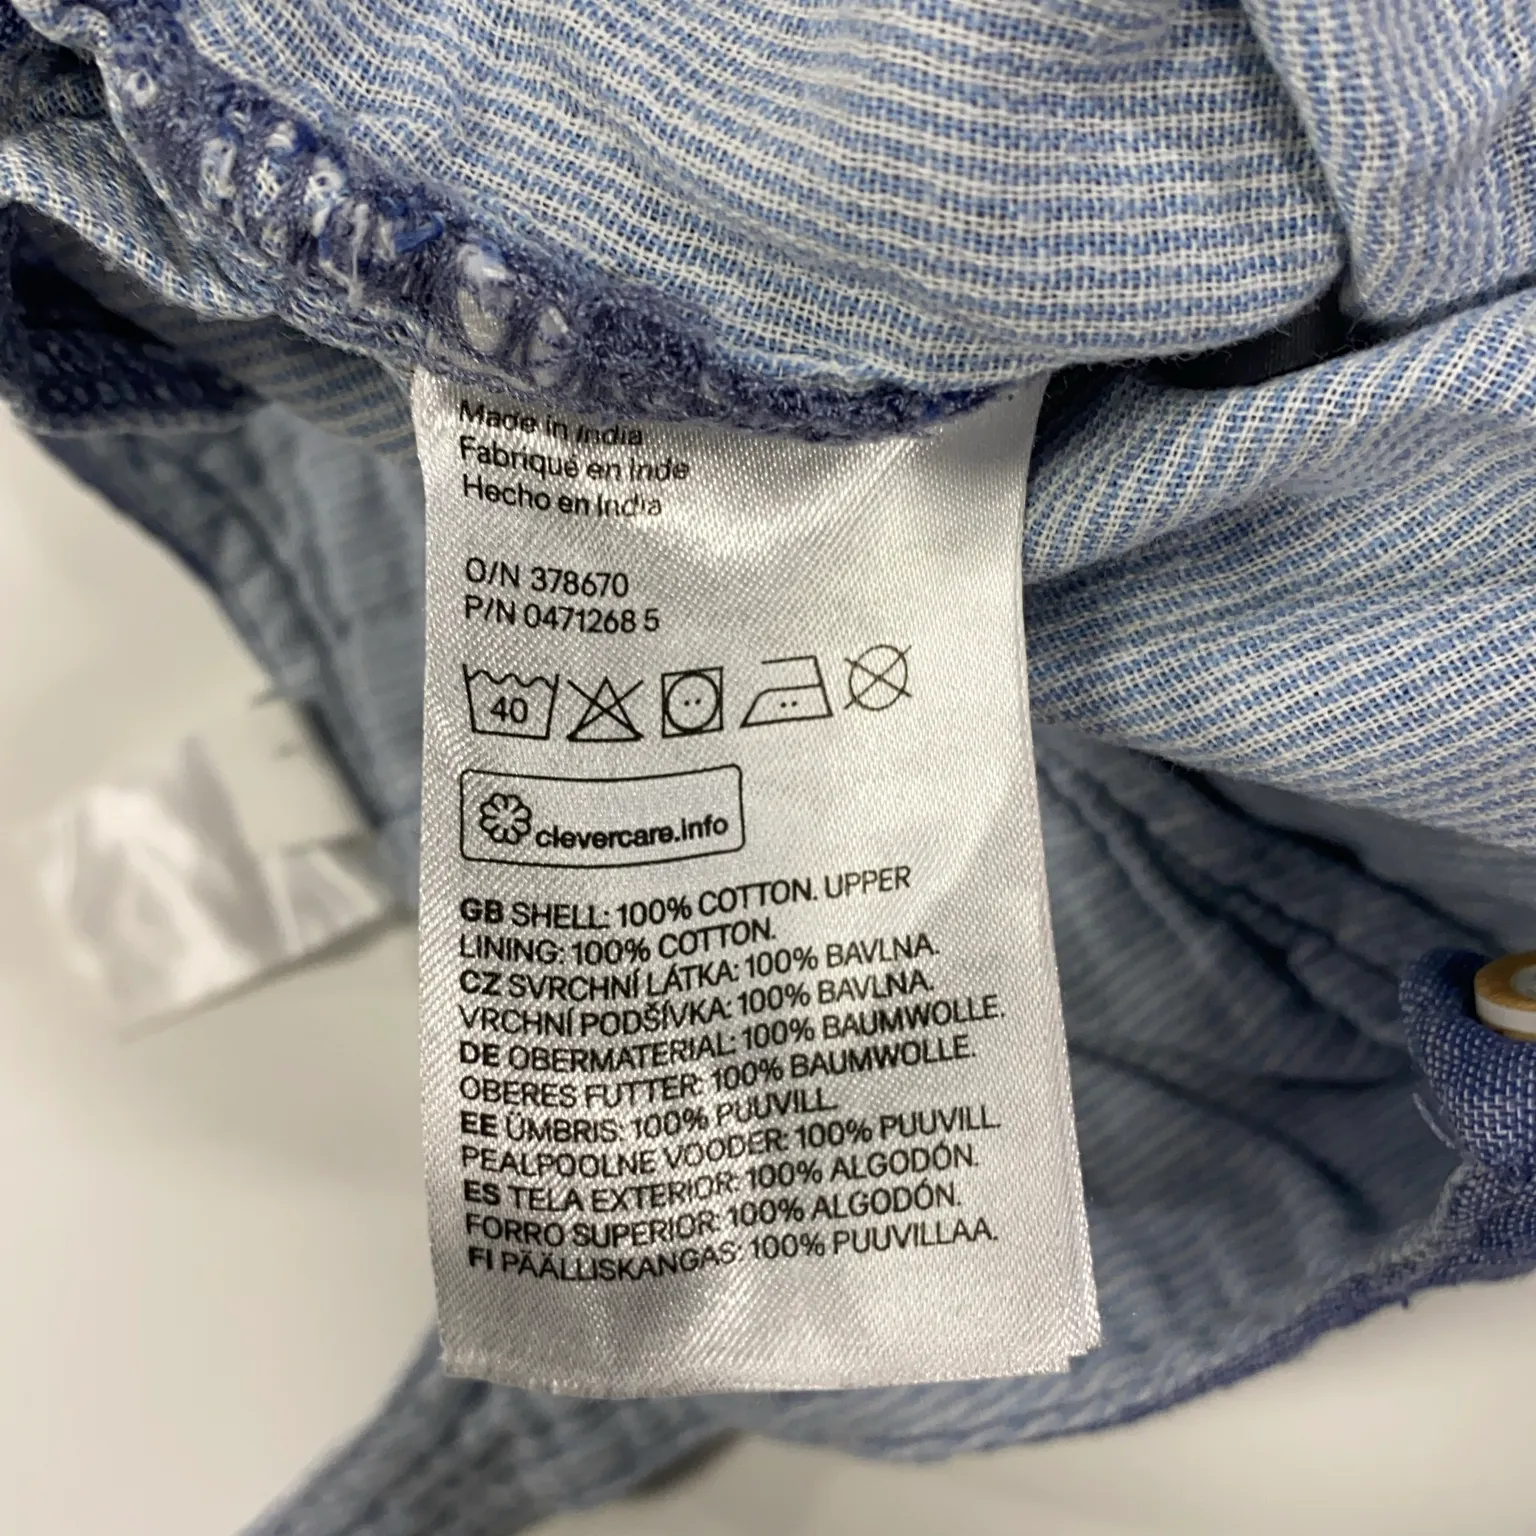 Made in India
Fabriqué en Inde
Hecho en India
O/N 378670
P/N 0471268 5
40
clevercare.info
GB SHELL: 100% COTTON. UPPER
LINING: 100% COTTON.
CZ SVRCHNÍ LÁTKA: 100% BAVLNA.
VRCHNÍ PODŠÍVKA: 100% BAVLNA.
DE OBERMATERIAL: 100% BAUMWOLLE.
OBERES FUTTER: 100% BAUMWOLLE.
EE ÜMBRIS: 100% PUUVILL.
PEALPOOLNE VOODER: 100% PUUVILL.
ES TELA EXTERIOR: 100% ALGODÓN.
FORRO SUPERIOR: 100% ALGODÓN.
FI PÄÄLLISKANGAS: 100% PUUVILLAA.